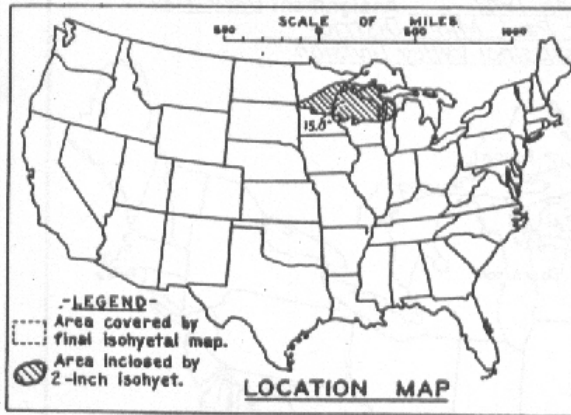 SCALE OF MILES
500 0 500 1000
15.0"
-LEGEND-
Area covered by
final isohyetal map.
Area inclosed by
2-inch isohyet.
LOCATION MAP